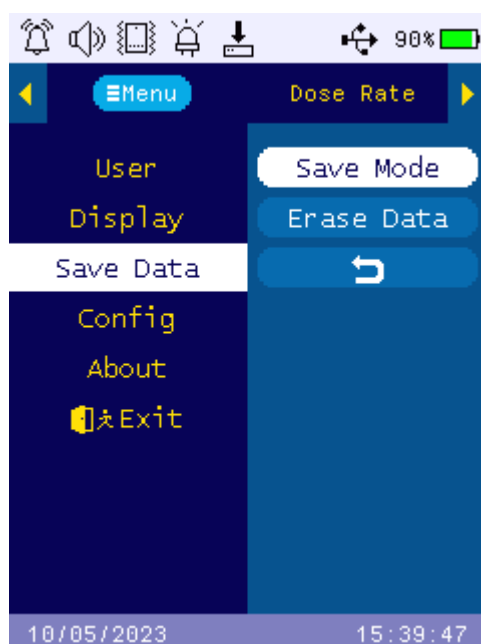 90%
Menu Dose Rate
User Save Mode
Display Erase Data
Save Data
Config
About
Exit
10/05/2023 15:39:47